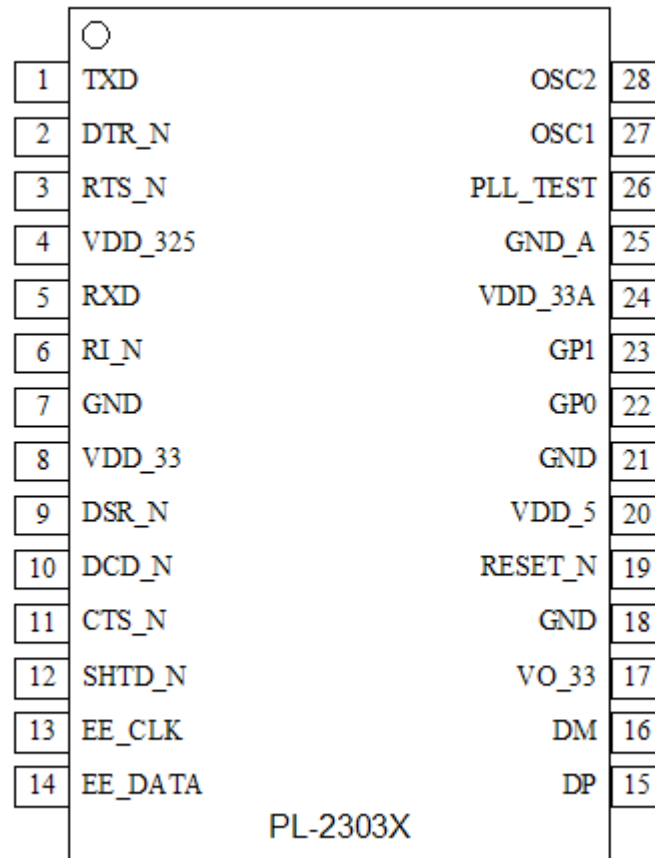 1 TXD OSC2 28
2 DTR_N OSC1 27
3 RTS_N PLL_TEST 26
4 VDD_325 GND_A 25
5 RXD VDD_33A 24
6 RI_N GP1 23
7 GND GP0 22
8 VDD_33 GND 21
9 DSR_N VDD_5 20
10 DCD_N RESET_N 19
11 CTS_N GND 18
12 SHTD_N VO_33 17
13 EE_CLK DM 16
14 EE_DATA DP 15
PL-2303X